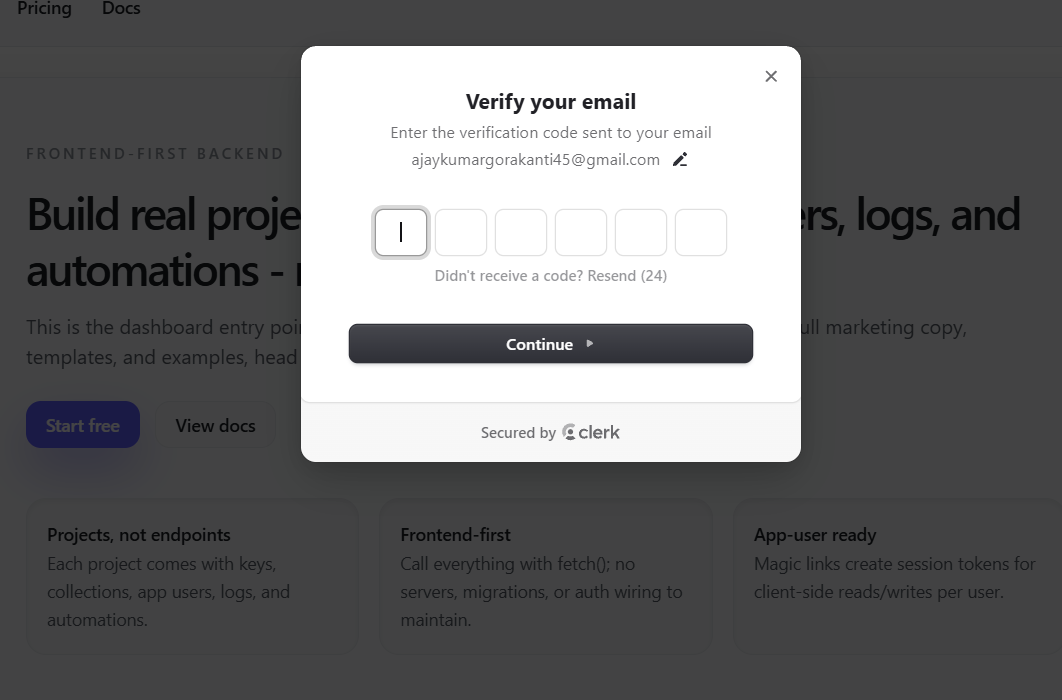 Pricing Docs
Verify your email
Enter the verification code sent to your email
ajaykumargorakanti45@gmail.com
Didn't receive a code? Resend (24)
Continue
Secured by clerk
FRONTEND-FIRST BACKEND
Build real proje
ers, logs, and
automations -
This is the dashboard entry poi
ull marketing copy,
templates, and examples, head
Start free View docs
Projects, not endpoints
Each project comes with keys,
collections, app users, logs, and
automations.
Frontend-first
Call everything with fetch(); no
servers, migrations, or auth wiring to
maintain.
App-user ready
Magic links create session tokens for
client-side reads/writes per user.